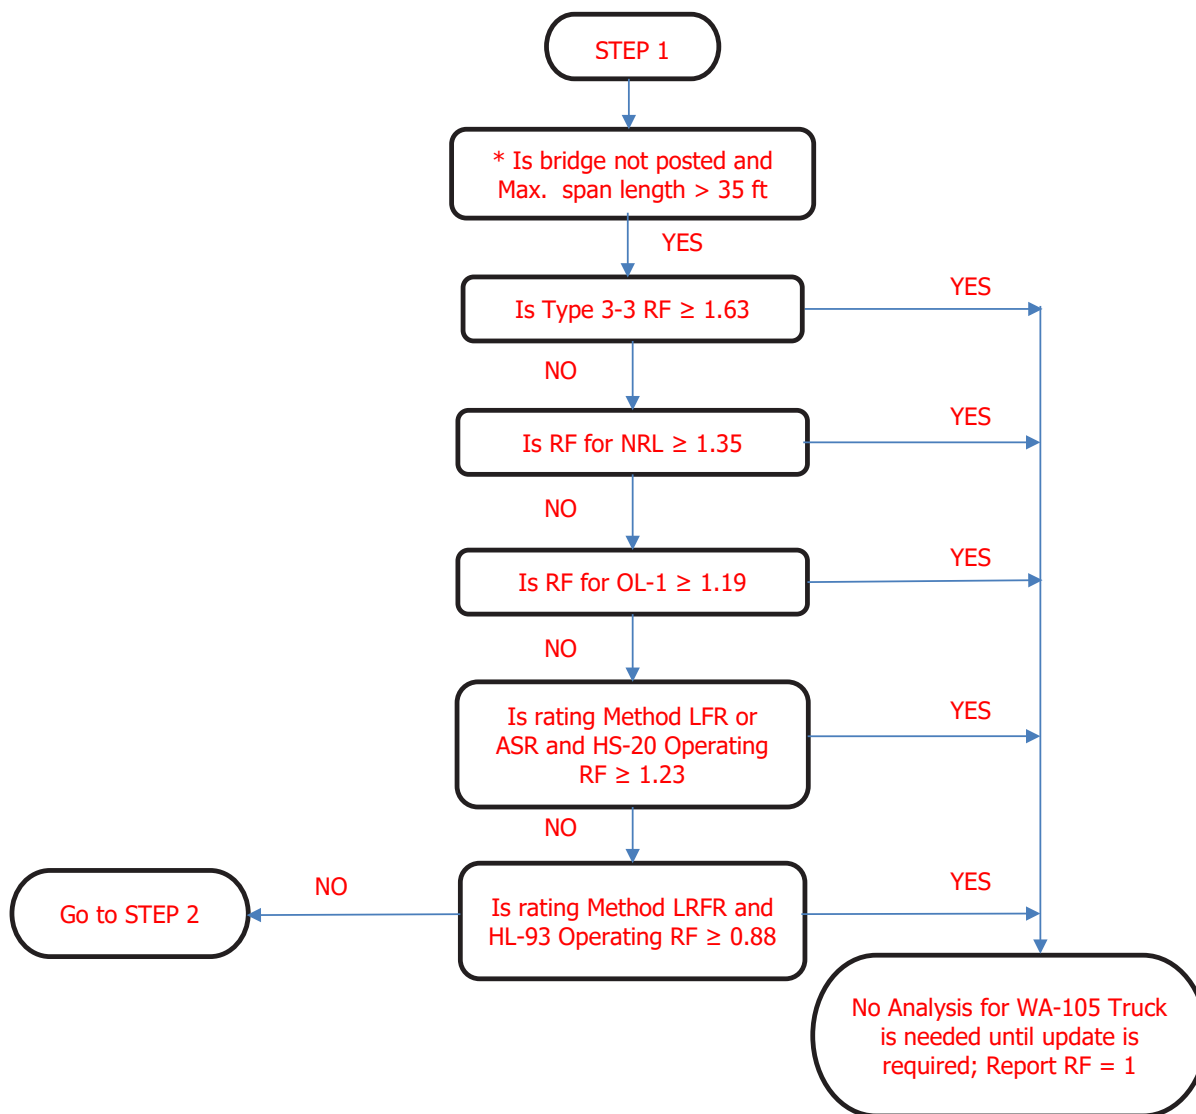 STEP 1
* Is bridge not posted and
Max. span length > 35 ft
YES
Is Type 3-3 RF ≥ 1.63
YES
NO
Is RF for NRL ≥ 1.35
YES
NO
Is RF for OL-1 ≥ 1.19
YES
NO
Is rating Method LFR or
ASR and HS-20 Operating
RF ≥ 1.23
YES
NO
Is rating Method LRFR and
HL-93 Operating RF ≥ 0.88
YES
NO
Go to STEP 2
No Analysis for WA-105 Truck
is needed until update is
required; Report RF = 1